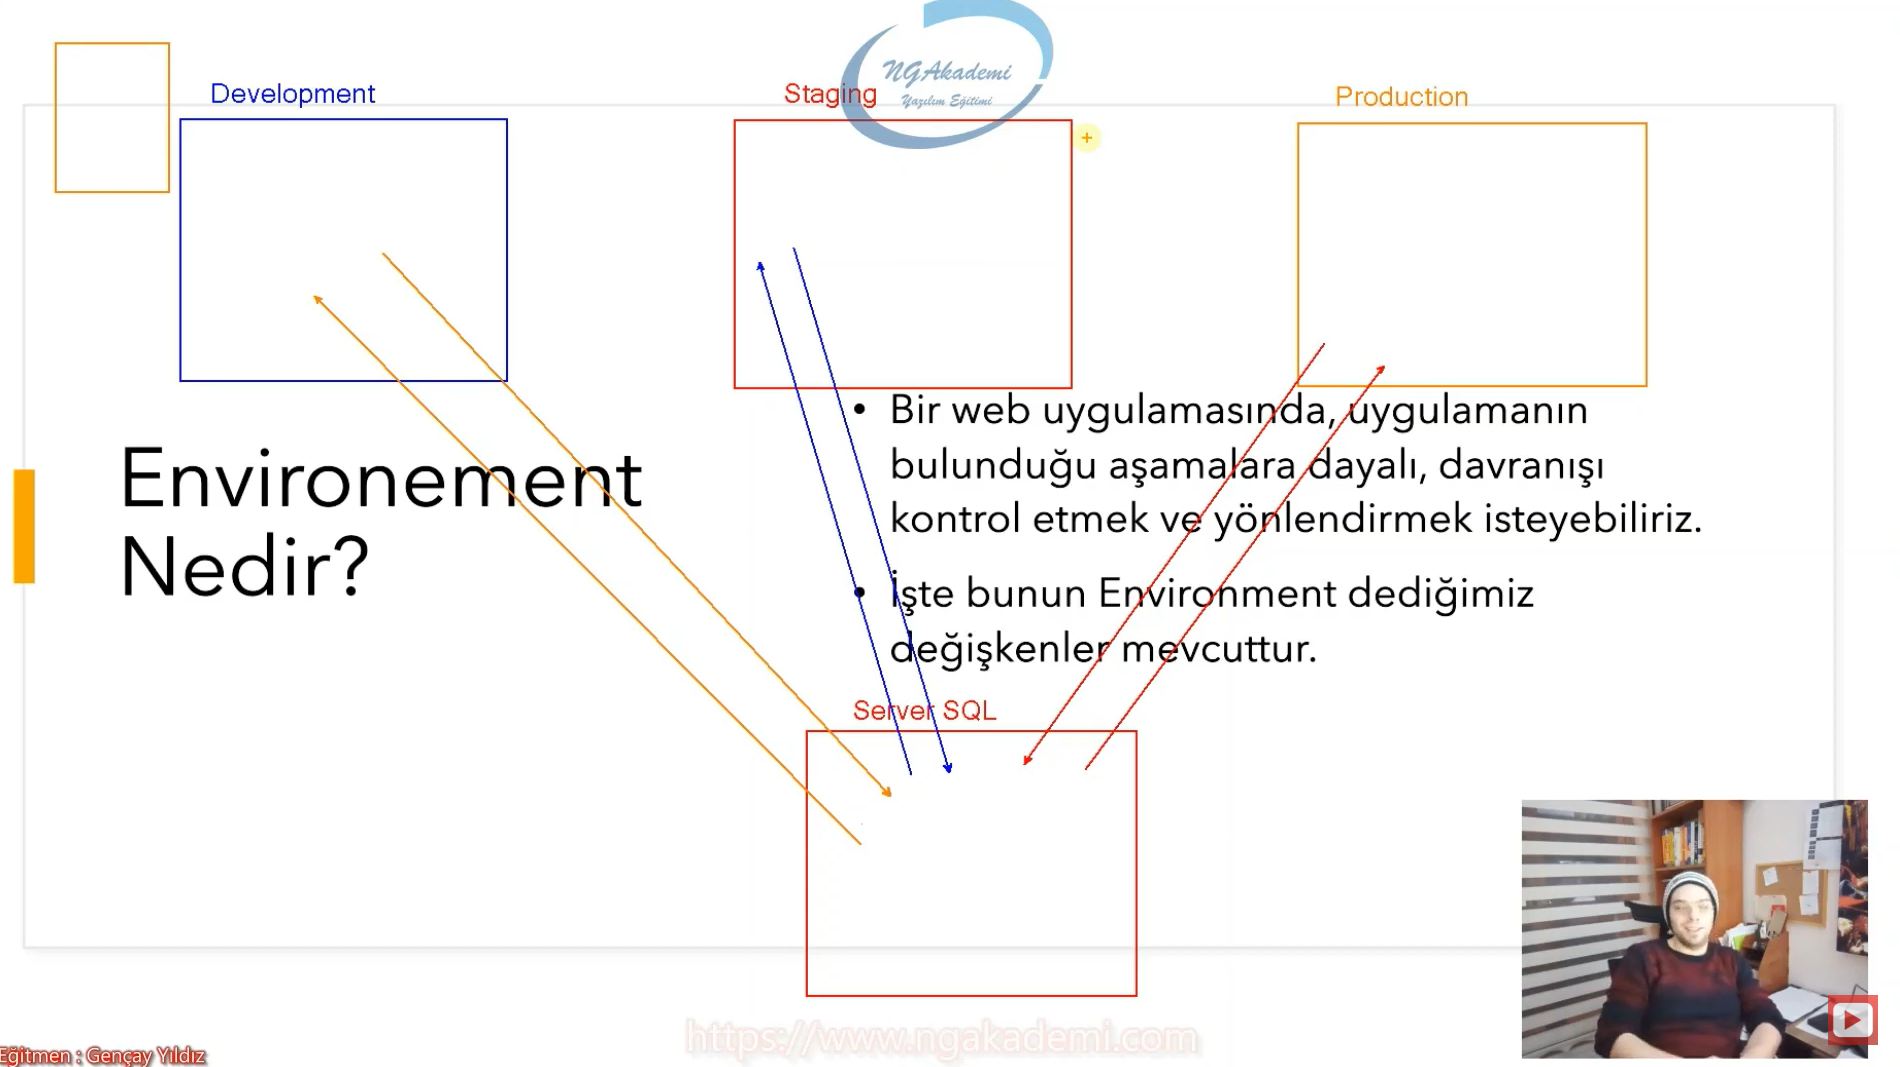 NGAkademi
Yazılım Eğitimi
Development
Staging
Production
Environement
Nedir?
• Bir web uygulamasında, uygulamanın
bulunduğu aşamalara dayalı, davranışı
kontrol etmek ve yönlendirmek isteyebiliriz.
• İşte bunun Environment dediğimiz
değişkenler mevcuttur.
Server SQL
https://www.ngakademi.com
Eğitmen : Gençay Yıldız